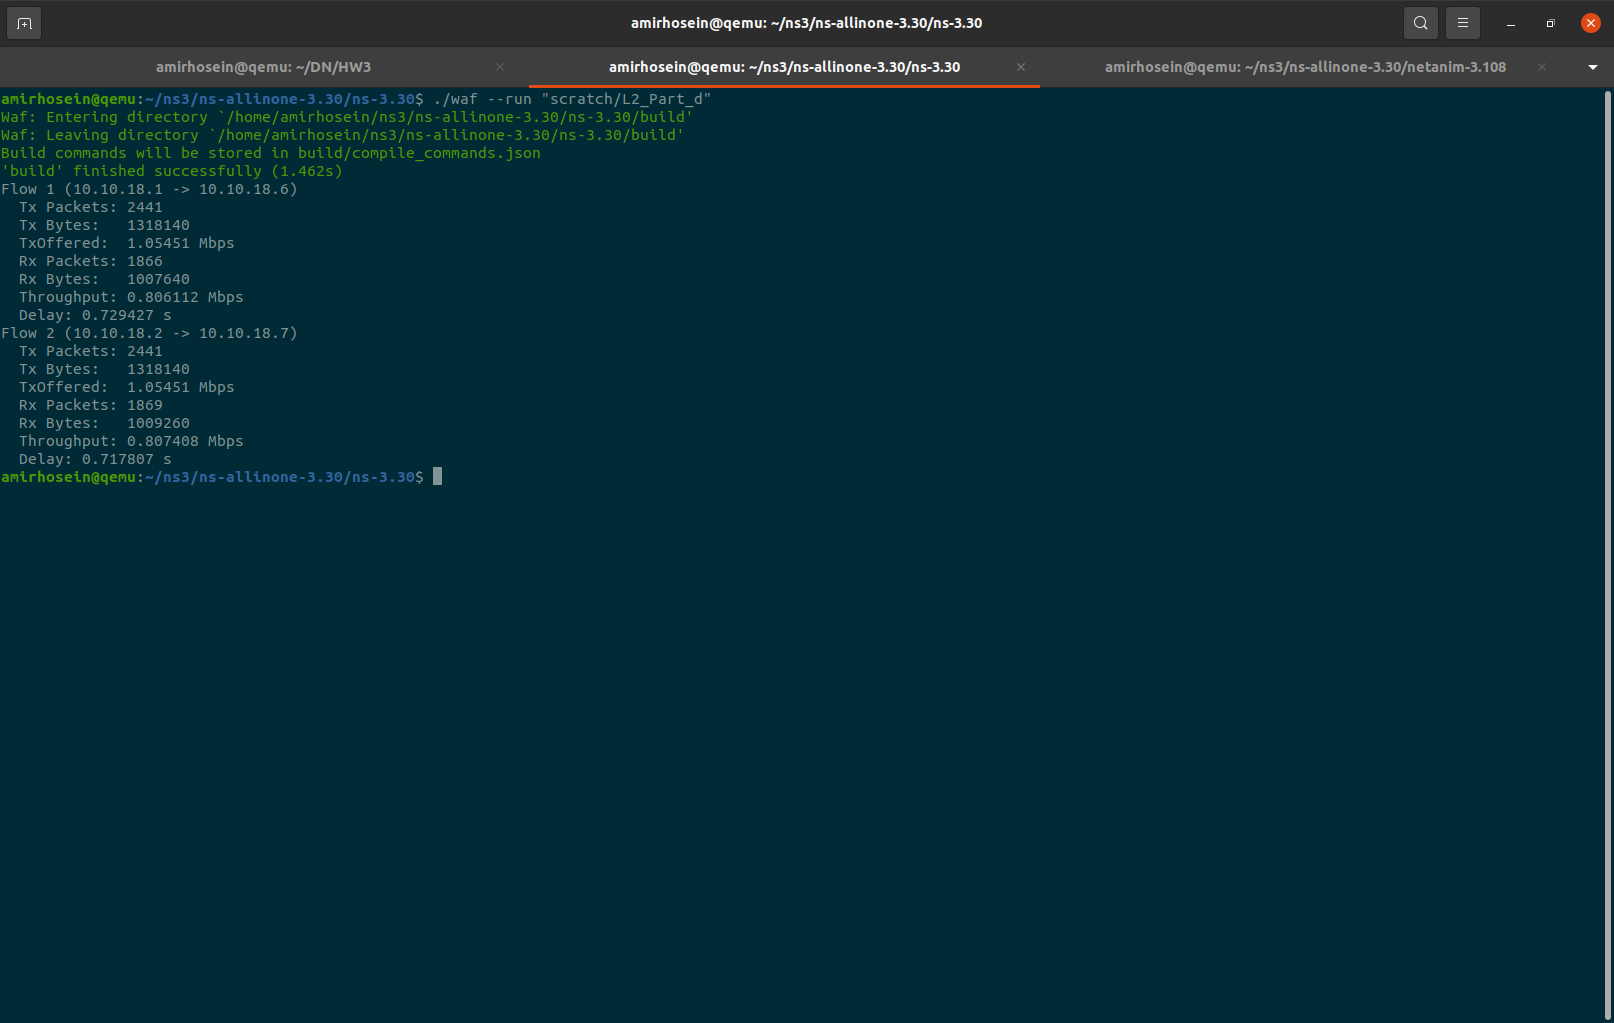 amirhosein@qemu: ~/ns3/ns-allinone-3.30/ns-3.30
amirhosein@qemu: ~/DN/HW3 × amirhosein@qemu: ~/ns3/ns-allinone-3.30/ns-3.30 × amirhosein@qemu: ~/ns3/ns-allinone-3.30/netanim-3.108 ×
amirhosein@qemu:~/ns3/ns-allinone-3.30/ns-3.30$ ./waf --run "scratch/L2_Part_d"
Waf: Entering directory `/home/amirhosein/ns3/ns-allinone-3.30/ns-3.30/build'
Waf: Leaving directory `/home/amirhosein/ns3/ns-allinone-3.30/ns-3.30/build'
Build commands will be stored in build/compile_commands.json
'build' finished successfully (1.462s)
Flow 1 (10.10.18.1 -> 10.10.18.6)
  Tx Packets: 2441
  Tx Bytes:   1318140
  TxOffered:  1.05451 Mbps
  Rx Packets: 1866
  Rx Bytes:   1007640
  Throughput: 0.806112 Mbps
  Delay: 0.729427 s
Flow 2 (10.10.18.2 -> 10.10.18.7)
  Tx Packets: 2441
  Tx Bytes:   1318140
  TxOffered:  1.05451 Mbps
  Rx Packets: 1869
  Rx Bytes:   1009260
  Throughput: 0.807408 Mbps
  Delay: 0.717807 s
amirhosein@qemu:~/ns3/ns-allinone-3.30/ns-3.30$